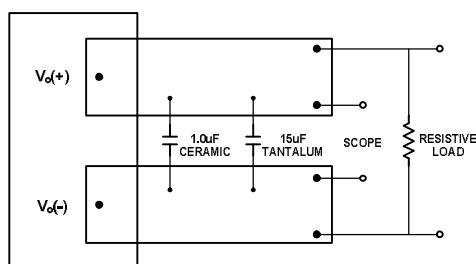 Vo(+)
1.0uF
CERAMIC
15uF
TANTALUM
SCOPE
RESISTIVE
LOAD
Vo(-)